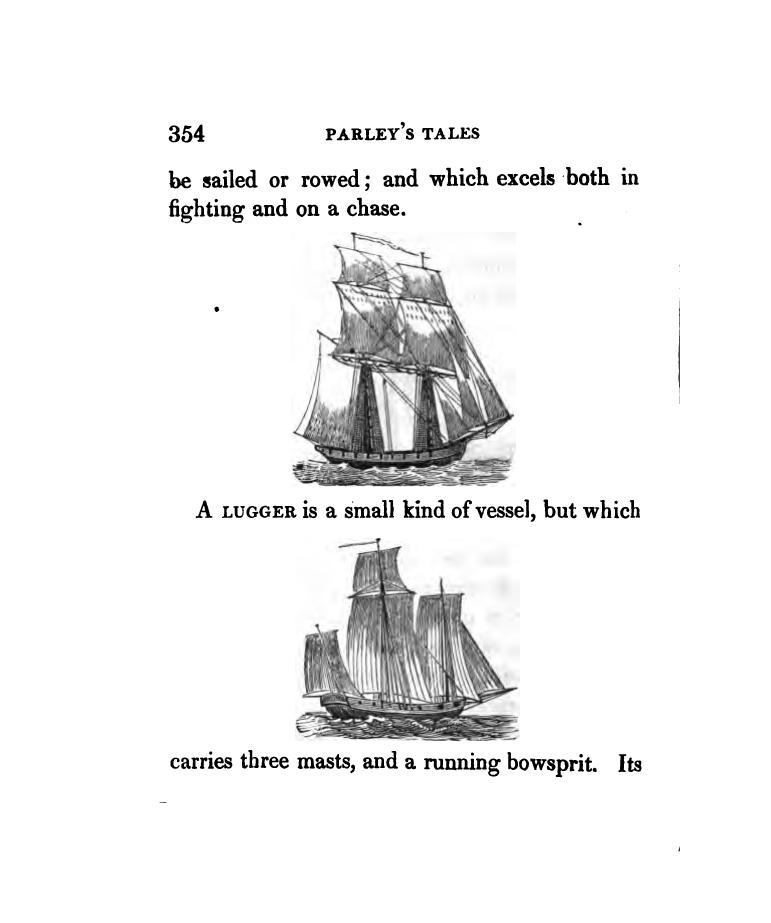 354 PARLEY'S TALES
be sailed or rowed; and which excels both in
fighting and on a chase.
A LUGGER is a small kind of vessel, but which
carries three masts, and a running bowsprit. Its